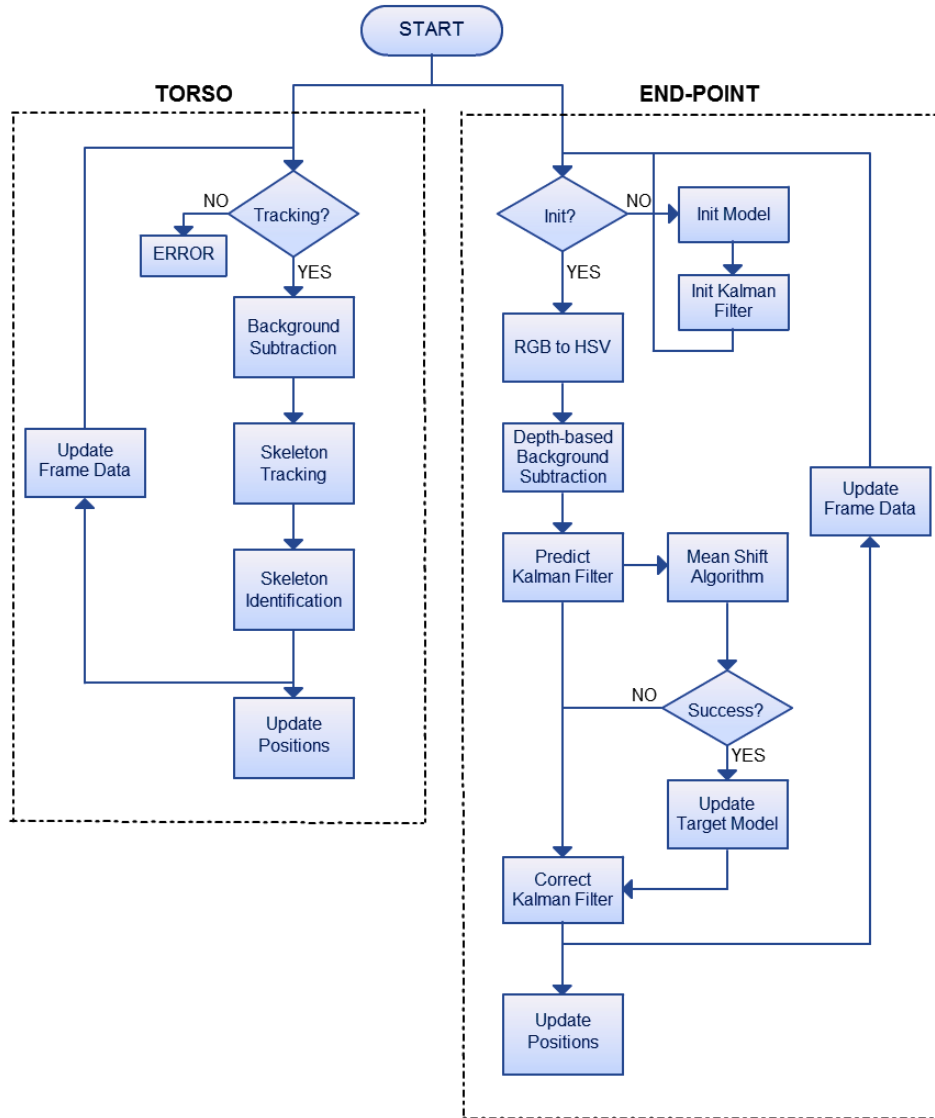 START
TORSO
END-POINT
Tracking?
NO
ERROR
YES
Background
Subtraction
Skeleton
Tracking
Update
Frame Data
Skeleton
Identification
Update
Positions
Init?
NO
Init Model
Init Kalman
Filter
YES
RGB to HSV
Depth-based
Background
Subtraction
Update
Frame Data
Predict
Kalman Filter
Mean Shift
Algorithm
NO
Success?
YES
Update
Target Model
Correct
Kalman Filter
Update
Positions